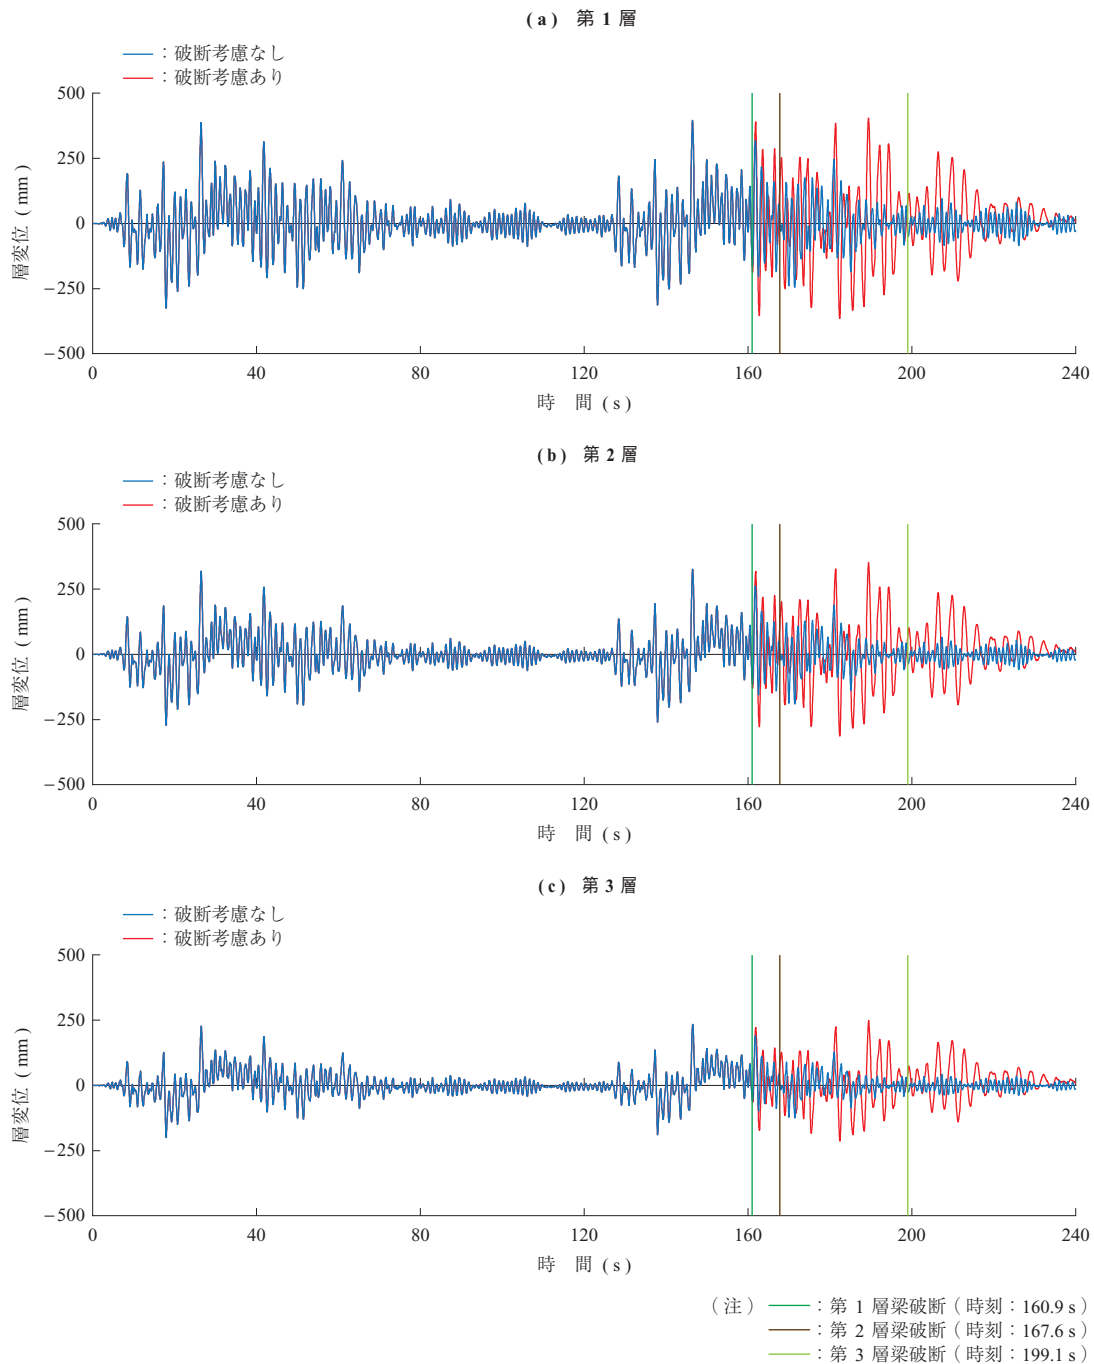 (a) 第 1 層
：破断考慮なし
：破断考慮あり
500
250
0
−250
−500
層変位 (mm)
0 40 80 120 160 200 240
時 間 (s)
(b) 第 2 層
：破断考慮なし
：破断考慮あり
500
250
0
−250
−500
層変位 (mm)
0 40 80 120 160 200 240
時 間 (s)
(c) 第 3 層
：破断考慮なし
：破断考慮あり
500
250
0
−250
−500
層変位 (mm)
0 40 80 120 160 200 240
時 間 (s)
（注）：第 1 層梁破断（時刻：160.9 s）
：第 2 層梁破断（時刻：167.6 s）
：第 3 層梁破断（時刻：199.1 s）